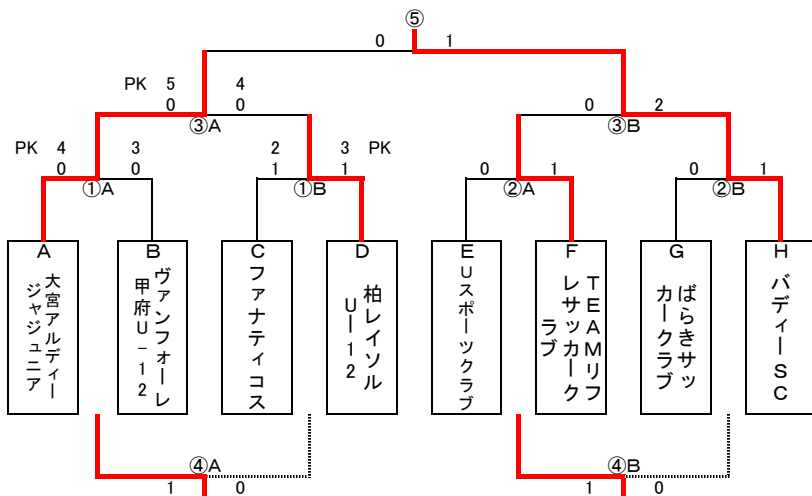 ⑤
0 1
PK 5 4
0 0
③A
0 2
③B
PK 4 3
0 0
①A
2 3 PK
1 1
①B
0 1
②A
0 1
②B
A
大宮アルディー
ジャジュニア
B
ヴァンフォーレ
甲府U-12
C
ファナティコス
D
柏レイソル
U-12
E
Uスポーツクラブ
F
TEAMリフ
レサッカーク
ラブ
G
ばらきサッ
カークラブ
H
バディーSC
④A
1 0
④B
1 0